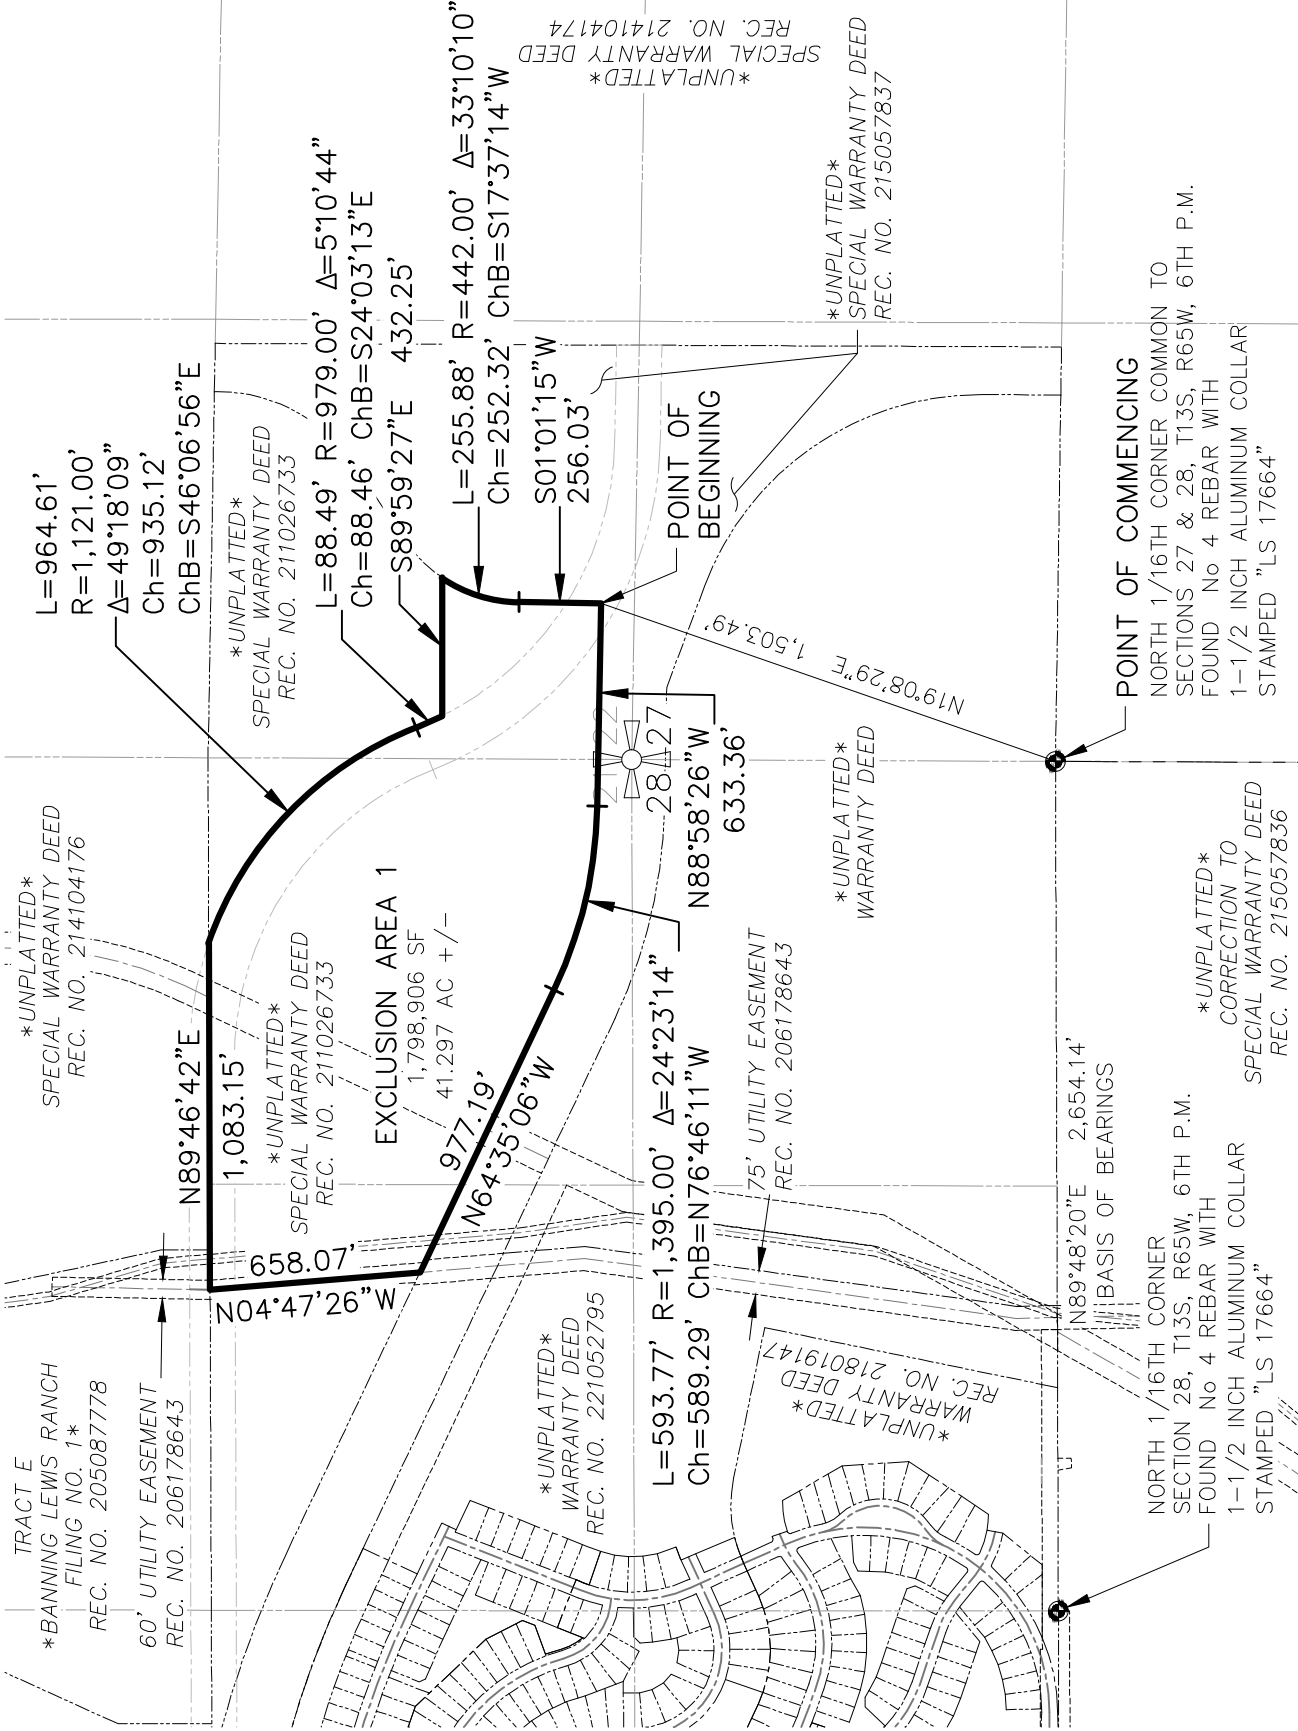 TRACT E
*BANNING LEWIS RANCH
FILING NO. 1*
REC. NO. 205087778
60' UTILITY EASEMENT
REC. NO. 206178643
*UNPLATTED*
SPECIAL WARRANTY DEED
REC. NO. 214104176
N89°46'42"E
1,083.15'
658.07'
N04°47'26"W
*UNPLATTED*
SPECIAL WARRANTY DEED
REC. NO. 211026733
EXCLUSION AREA 1
1,798,906 SF
41.297 AC +/-
977.19'
N64°35'06"W
L=964.61'
R=1,121.00'
Δ=49°18'09"
Ch=935.12'
ChB=S46°06'56"E
*UNPLATTED*
SPECIAL WARRANTY DEED
REC. NO. 211026733
L=88.49' R=979.00' Δ=5°10'44"
Ch=88.46' ChB=S24°03'13"E
S89°59'27"E 432.25'
L=255.88' R=442.00' Δ=33°10'10"
Ch=252.32' ChB=S17°37'14"W
S01°01'15"W
256.03'
*UNPLATTED*
SPECIAL WARRANTY DEED
REC. NO. 214104174
POINT OF
BEGINNING
*UNPLATTED*
SPECIAL WARRANTY DEED
REC. NO. 215057837
21 22
28 27
N88°58'26"W
633.36'
N19°08'29"E 1,503.49'
*UNPLATTED*
WARRANTY DEED
*UNPLATTED*
WARRANTY DEED
REC. NO. 221052795
L=593.77' R=1,395.00' Δ=24°23'14"
Ch=589.29' ChB=N76°46'11"W
75' UTILITY EASEMENT
REC. NO. 206178643
*UNPLATTED*
WARRANTY DEED
REC. NO. 218019147
N89°48'20"E 2,654.14'
BASIS OF BEARINGS
POINT OF COMMENCING
NORTH 1/16TH CORNER COMMON TO
SECTIONS 27 & 28, T13S, R65W, 6TH P.M.
FOUND No 4 REBAR WITH
1-1/2 INCH ALUMINUM COLLAR
STAMPED "LS 17664"
NORTH 1/16TH CORNER
SECTION 28, T13S, R65W, 6TH P.M.
FOUND No 4 REBAR WITH
1-1/2 INCH ALUMINUM COLLAR
STAMPED "LS 17664"
*UNPLATTED*
CORRECTION TO
SPECIAL WARRANTY DEED
REC. NO. 215057836